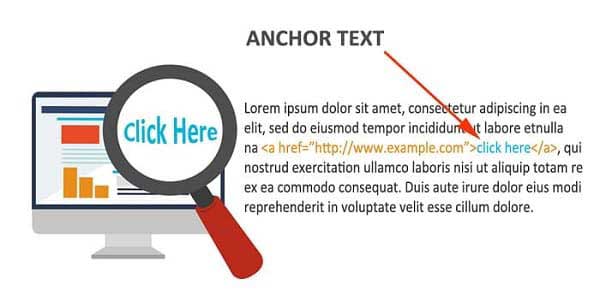 ANCHOR TEXT
Click Here
Lorem ipsum dolor sit amet, consectetur adipiscing in ea
elit, sed do eiusmod tempor incididunt ut labore etnulla
na <a href="http://www.example.com">click here</a>, qui
nostrud exercitation ullamco laboris nisi ut aliquip totam re
ex ea commodo consequat. Duis aute irure dolor eius modi
reprehenderit in voluptate velit esse cillum dolore.